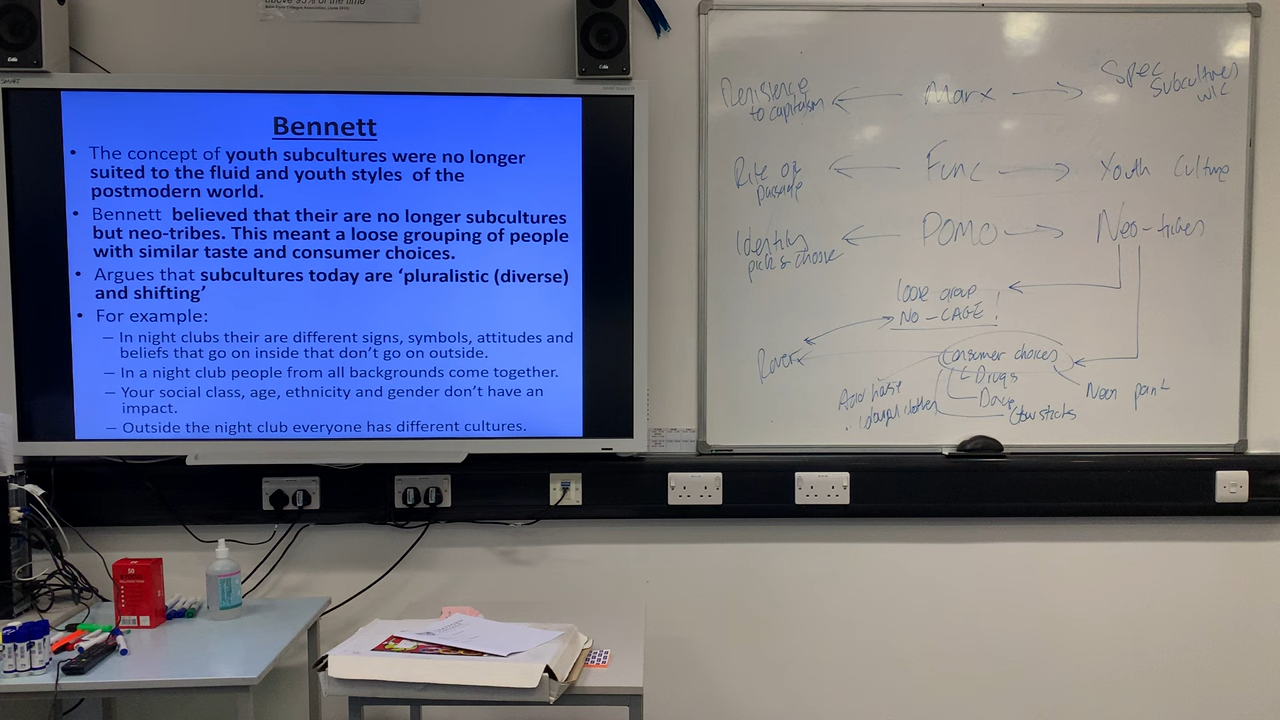 above 95% of the time
SMART
Bennett
• The concept of youth subcultures were no longer
suited to the fluid and youth styles of the
postmodern world.
• Bennett believed that their are no longer subcultures
but neo-tribes. This meant a loose grouping of people
with similar taste and consumer choices.
• Argues that subcultures today are ‘pluralistic (diverse)
and shifting’
• For example:
– In night clubs their are different signs, symbols, attitudes and
beliefs that go on inside that don’t go on outside.
– In a night club people from all backgrounds come together.
– Your social class, age, ethnicity and gender don’t have an
impact.
– Outside the night club everyone has different cultures.
to capitalism
Marx
Spec
Subcultures
w/c
Rite of
passage
Func
Youth Culture
Identity
pick & choose
POMO
Neo-tribes
loose group
NO-CAGE!
Raver
Consumer choices
Drugs
Dance
Glowsticks
Neon paint
Acid house
50